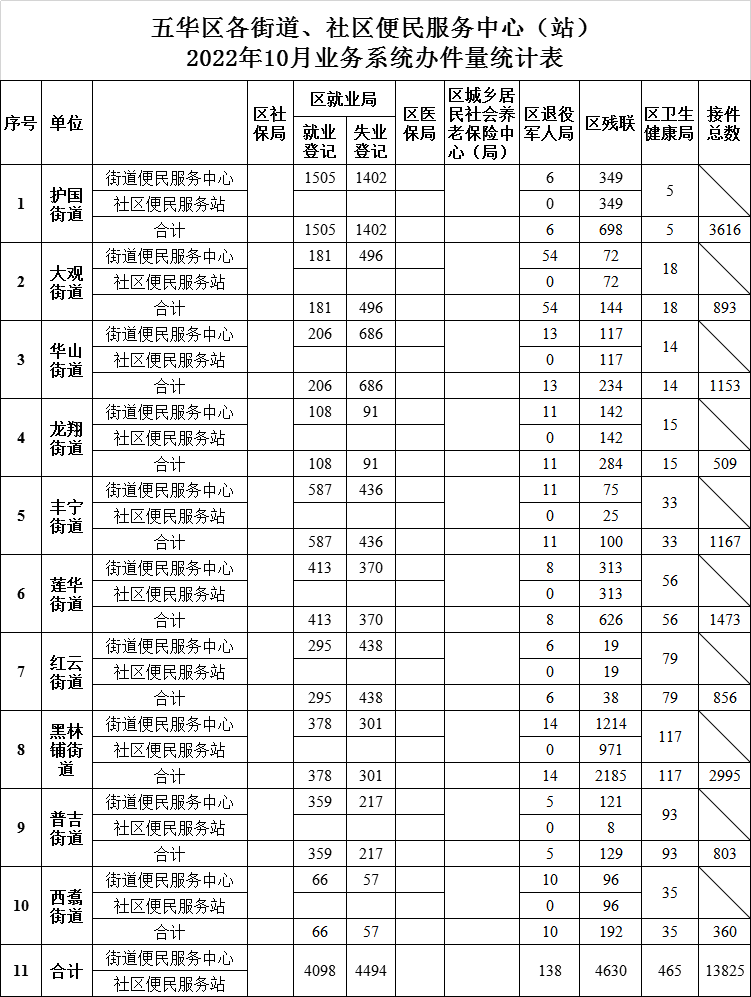 五华区各街道、社区便民服务中心（站）
2022年10月业务系统办件量统计表
序号 单位 区社保局 区就业局 就业登记 失业登记 区医保局 区城乡居民社会养老保险中心（局） 区退役军人局 区残联 区卫生健康局 接件总数
1 护国街道 街道便民服务中心 1505 1402 6 349 5
社区便民服务站 0 349
合计 1505 1402 6 698 5 3616
2 大观街道 街道便民服务中心 181 496 54 72 18
社区便民服务站 0 72
合计 181 496 54 144 18 893
3 华山街道 街道便民服务中心 206 686 13 117 14
社区便民服务站 0 117
合计 206 686 13 234 14 1153
4 龙翔街道 街道便民服务中心 108 91 11 142 15
社区便民服务站 0 142
合计 108 91 11 284 15 509
5 丰宁街道 街道便民服务中心 587 436 11 75 33
社区便民服务站 0 25
合计 587 436 11 100 33 1167
6 莲华街道 街道便民服务中心 413 370 8 313 56
社区便民服务站 0 313
合计 413 370 8 626 56 1473
7 红云街道 街道便民服务中心 295 438 6 19 79
社区便民服务站 0 19
合计 295 438 6 38 79 856
8 黑林铺街道 街道便民服务中心 378 301 14 1214 117
社区便民服务站 0 971
合计 378 301 14 2185 117 2995
9 普吉街道 街道便民服务中心 359 217 5 121 93
社区便民服务站 0 8
合计 359 217 5 129 93 803
10 西翥街道 街道便民服务中心 66 57 10 96 35
社区便民服务站 0 96
合计 66 57 10 192 35 360
11 合计 街道便民服务中心 4098 4494 138 4630 465 13825
社区便民服务站